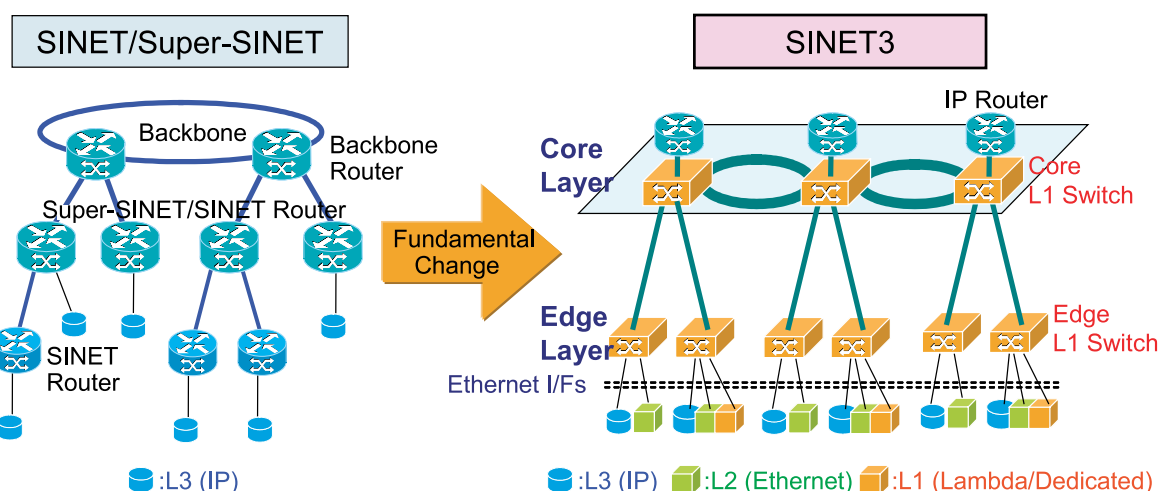 SINET/Super-SINET
Backbone
Backbone
Router
Super-SINET/SINET Router
SINET
Router
:L3 (IP)
Fundamental
Change
SINET3
IP Router
Core
Layer
Core
L1 Switch
Edge
Layer
Edge
L1 Switch
Ethernet I/Fs
:L3 (IP) :L2 (Ethernet) :L1 (Lambda/Dedicated)